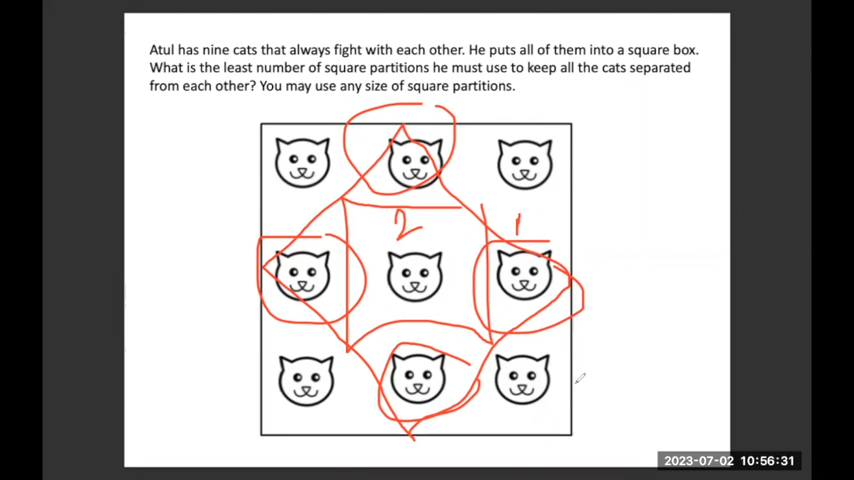 Atul has nine cats that always fight with each other. He puts all of them into a square box.
What is the least number of square partitions he must use to keep all the cats separated
from each other? You may use any size of square partitions.
2
1
2023-07-02 10:56:31